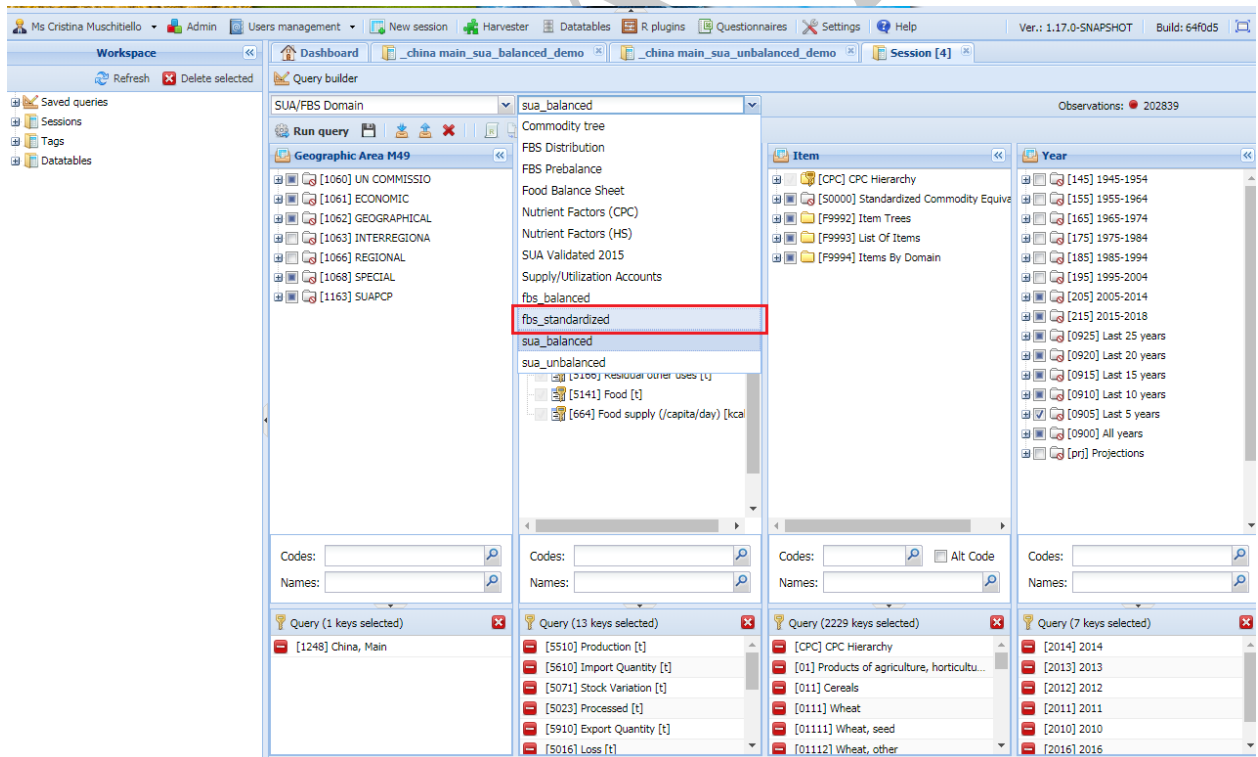 Ms Cristina Muschitiello Admin Users management New session Harvester Datatables R plugins Questionnaires Settings Help Ver.: 1.17.0-SNAPSHOT Build: 64f0d5
Workspace
Refresh Delete selected
Saved queries
Sessions
Tags
Datatables
Dashboard _china main_sua_balanced_demo _china main_sua_unbalanced_demo Session [4]
Query builder
SUA/FBS Domain sua_balanced Observations: 202839
Run query
Commodity tree
FBS Distribution
FBS Prebalance
Food Balance Sheet
Nutrient Factors (CPC)
Nutrient Factors (HS)
SUA Validated 2015
Supply/Utilization Accounts
fbs_balanced
fbs_standardized
sua_balanced
sua_unbalanced
[5166] Residual other uses [t]
[5141] Food [t]
[664] Food supply (/capita/day) [kcal
Geographic Area M49
[1060] UN COMMISSIO
[1061] ECONOMIC
[1062] GEOGRAPHICAL
[1063] INTERREGIONA
[1066] REGIONAL
[1068] SPECIAL
[1163] SUAPCP
Item
[CPC] CPC Hierarchy
[S0000] Standardized Commodity Equiva
[F9992] Item Trees
[F9993] List Of Items
[F9994] Items By Domain
Year
[145] 1945-1954
[155] 1955-1964
[165] 1965-1974
[175] 1975-1984
[185] 1985-1994
[195] 1995-2004
[205] 2005-2014
[215] 2015-2018
[0925] Last 25 years
[0920] Last 20 years
[0915] Last 15 years
[0910] Last 10 years
[0905] Last 5 years
[0900] All years
[prj] Projections
Codes: Codes: Codes: Alt Code Codes:
Names: Names: Names: Names:
Query (1 keys selected)
[1248] China, Main
Query (13 keys selected)
[5510] Production [t]
[5610] Import Quantity [t]
[5071] Stock Variation [t]
[5023] Processed [t]
[5910] Export Quantity [t]
[5016] Loss [t]
Query (2229 keys selected)
[CPC] CPC Hierarchy
[01] Products of agriculture, horticultu...
[011] Cereals
[0111] Wheat
[01111] Wheat, seed
[01112] Wheat, other
Query (7 keys selected)
[2014] 2014
[2013] 2013
[2012] 2012
[2011] 2011
[2010] 2010
[2016] 2016